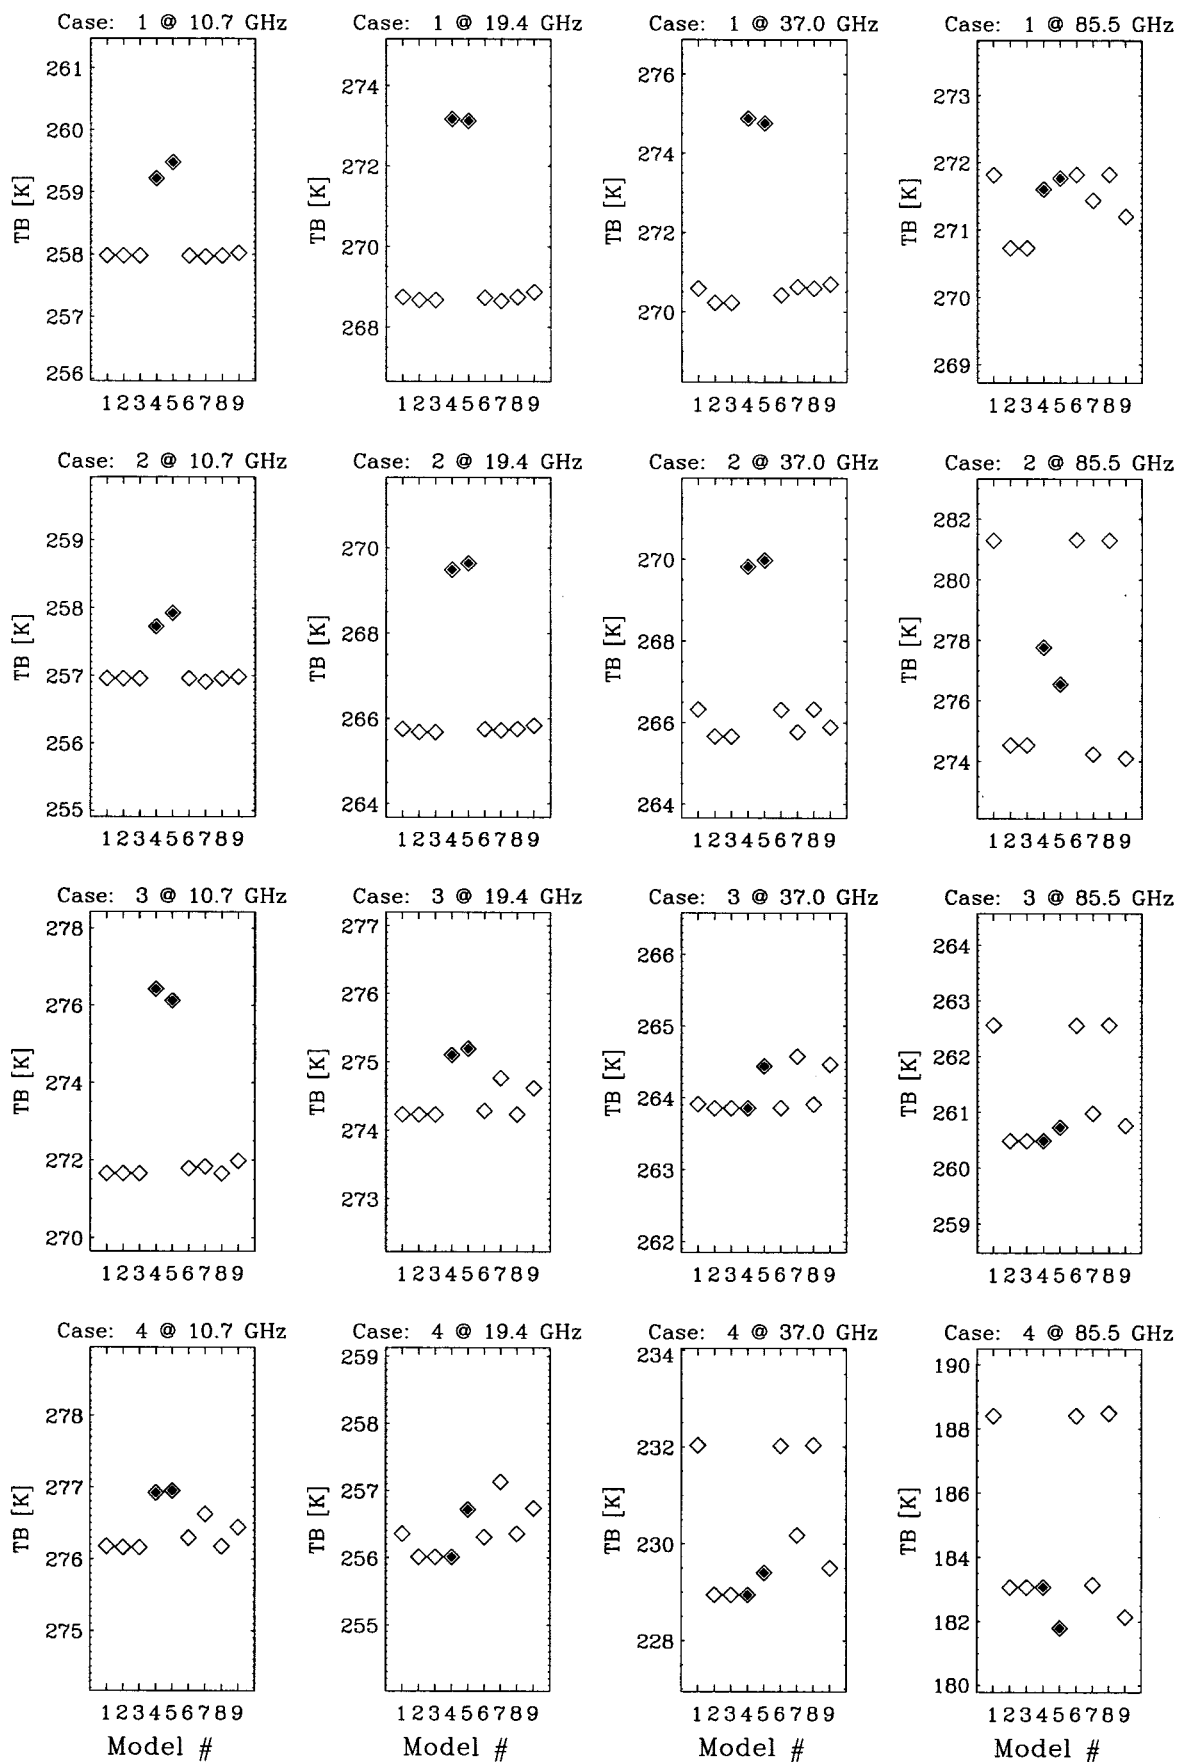 Case: 1 @ 10.7 GHz
261
260
259
258
257
256
TB [K]
123456789
Case: 1 @ 19.4 GHz
274
272
270
268
TB [K]
123456789
Case: 1 @ 37.0 GHz
276
274
272
270
TB [K]
123456789
Case: 1 @ 85.5 GHz
273
272
271
270
269
TB [K]
123456789
Case: 2 @ 10.7 GHz
259
258
257
256
255
TB [K]
123456789
Case: 2 @ 19.4 GHz
270
268
266
264
TB [K]
123456789
Case: 2 @ 37.0 GHz
270
268
266
264
TB [K]
123456789
Case: 2 @ 85.5 GHz
282
280
278
276
274
TB [K]
123456789
Case: 3 @ 10.7 GHz
278
276
274
272
270
TB [K]
123456789
Case: 3 @ 19.4 GHz
277
276
275
274
273
TB [K]
123456789
Case: 3 @ 37.0 GHz
266
265
264
263
262
TB [K]
123456789
Case: 3 @ 85.5 GHz
264
263
262
261
260
259
TB [K]
123456789
Case: 4 @ 10.7 GHz
278
277
276
275
TB [K]
123456789
Model #
Case: 4 @ 19.4 GHz
259
258
257
256
255
TB [K]
123456789
Model #
Case: 4 @ 37.0 GHz
234
232
230
228
TB [K]
123456789
Model #
Case: 4 @ 85.5 GHz
190
188
186
184
182
180
TB [K]
123456789
Model #